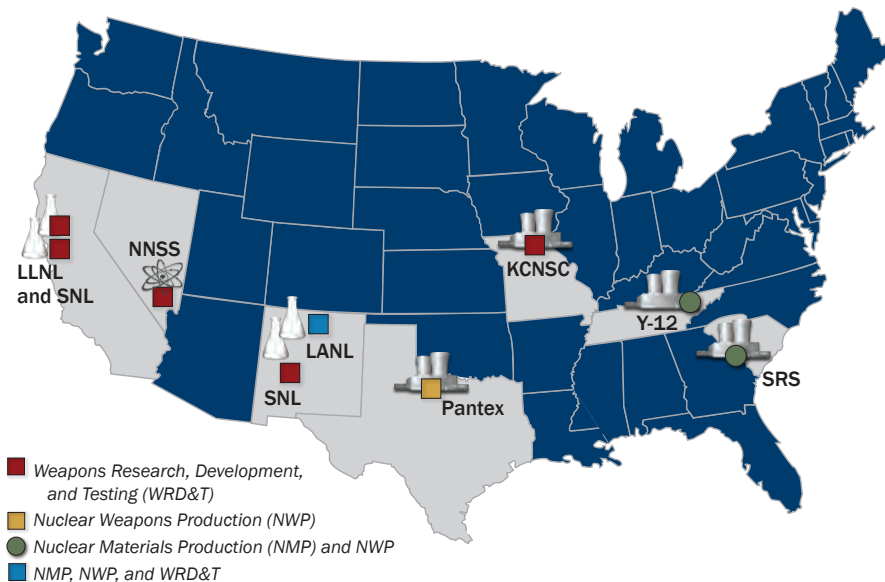 NNSS
LLNL
and SNL
LANL
SNL
Pantex
KCNSC
Y-12
SRS
Weapons Research, Development,
and Testing (WRD&T)
Nuclear Weapons Production (NWP)
Nuclear Materials Production (NMP) and NWP
NMP, NWP, and WRD&T